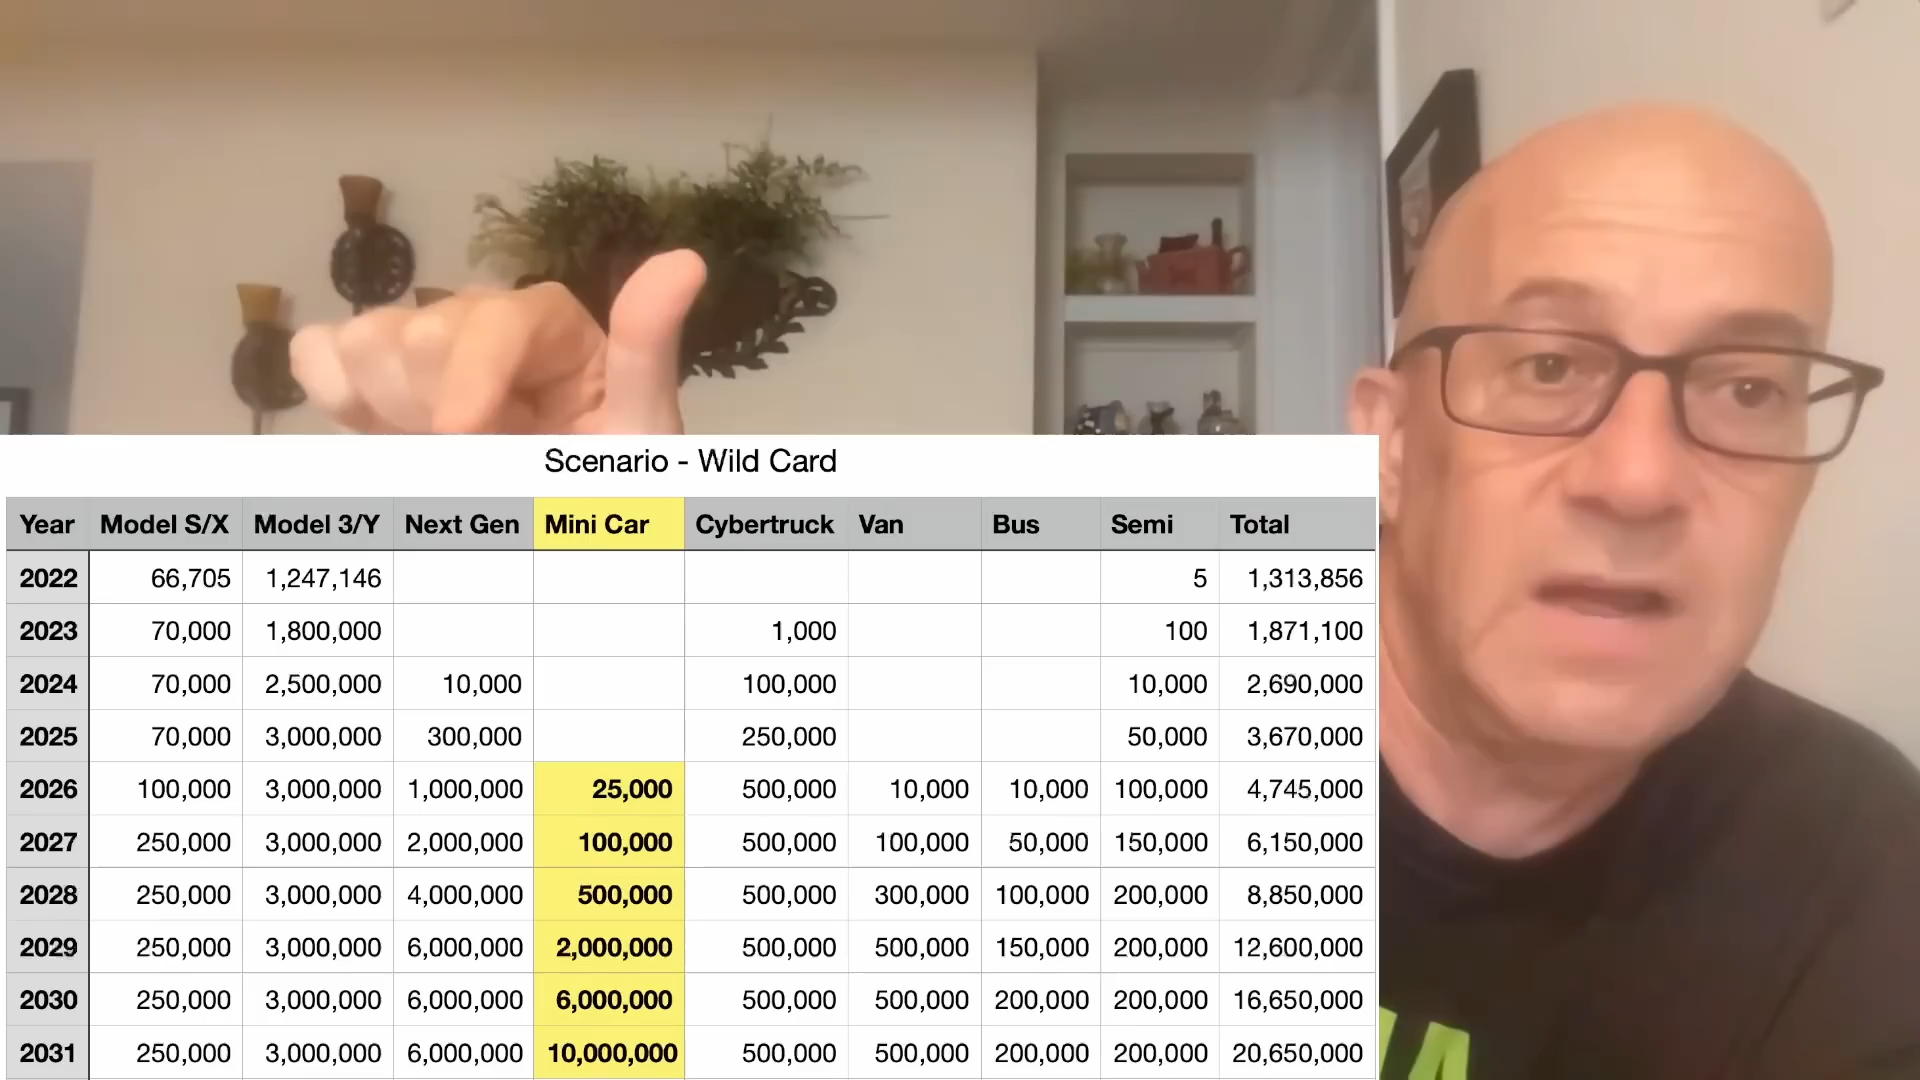 Scenario - Wild Card
Year Model S/X Model 3/Y Next Gen Mini Car Cybertruck Van Bus Semi Total
2022 66,705 1,247,146 5 1,313,856
2023 70,000 1,800,000 1,000 100 1,871,100
2024 70,000 2,500,000 10,000 100,000 10,000 2,690,000
2025 70,000 3,000,000 300,000 250,000 50,000 3,670,000
2026 100,000 3,000,000 1,000,000 25,000 500,000 10,000 10,000 100,000 4,745,000
2027 250,000 3,000,000 2,000,000 100,000 500,000 100,000 50,000 150,000 6,150,000
2028 250,000 3,000,000 4,000,000 500,000 500,000 300,000 100,000 200,000 8,850,000
2029 250,000 3,000,000 6,000,000 2,000,000 500,000 500,000 150,000 200,000 12,600,000
2030 250,000 3,000,000 6,000,000 6,000,000 500,000 500,000 200,000 200,000 16,650,000
2031 250,000 3,000,000 6,000,000 10,000,000 500,000 500,000 200,000 200,000 20,650,000